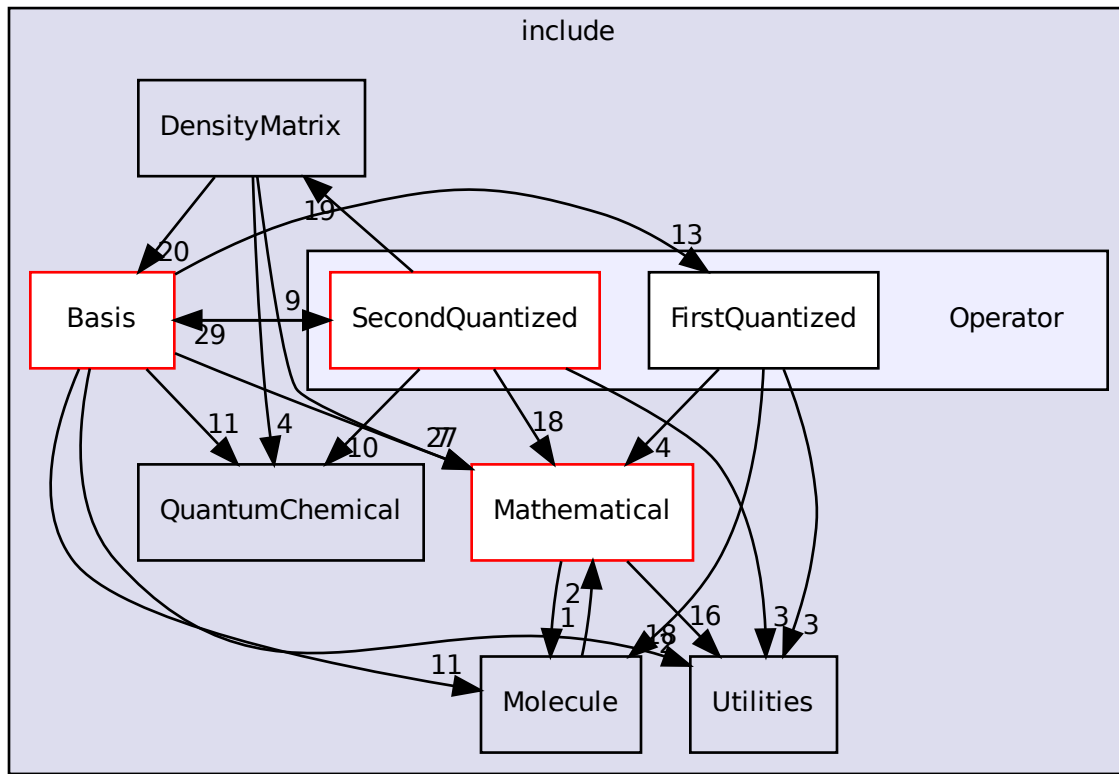 include
DensityMatrix
19
13
20
9
Basis
SecondQuantized
FirstQuantized
Operator
29
11
4
18
27
10
4
QuantumChemical
Mathematical
2
1
16
3
3
11
Molecule
Utilities